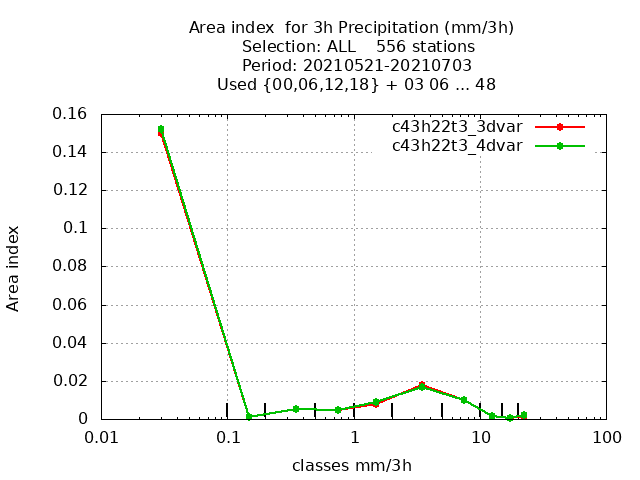 Area index  for 3h Precipitation (mm/3h)
Selection: ALL    556 stations
Period: 20210521-20210703
Used {00,06,12,18} + 03 06 ... 48
c43h22t3_3dvar
c43h22t3_4dvar
0.16
0.14
0.12
0.1
0.08
0.06
0.04
0.02
0
Area index
0.01 0.1 1 10 100
classes mm/3h